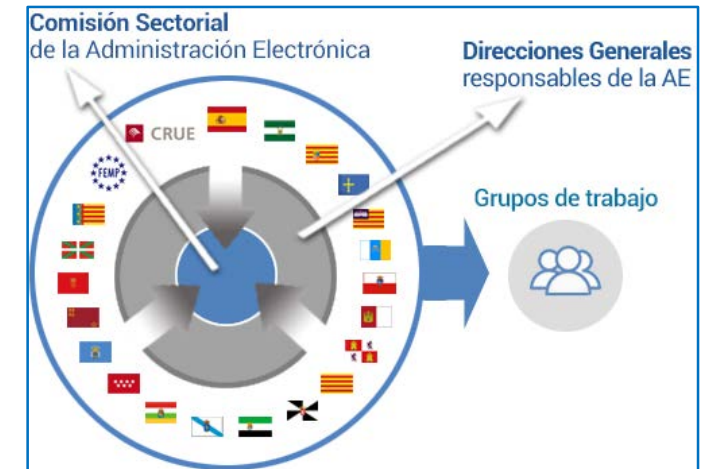 Comisión Sectorial
de la Administración Electrónica
Direcciones Generales
responsables de la AE
CRUE
FEMP
Grupos de trabajo